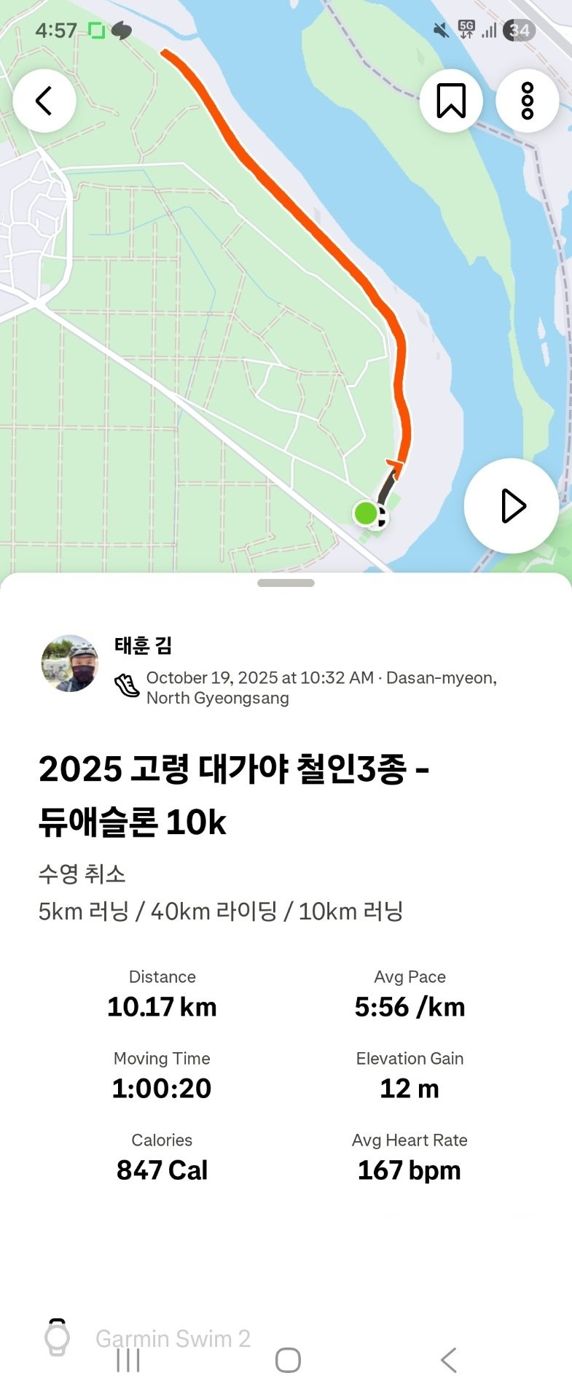 4:57
5G
34
태훈 김
October 19, 2025 at 10:32 AM · Dasan-myeon,
North Gyeongsang
2025 고령 대가야 철인3종 -
듀애슬론 10k
수영 취소
5km 러닝 / 40km 라이딩 / 10km 러닝
Distance
Avg Pace
10.17 km
5:56 /km
Moving Time
Elevation Gain
1:00:20
12 m
Calories
Avg Heart Rate
847 Cal
167 bpm
Garmin Swim 2